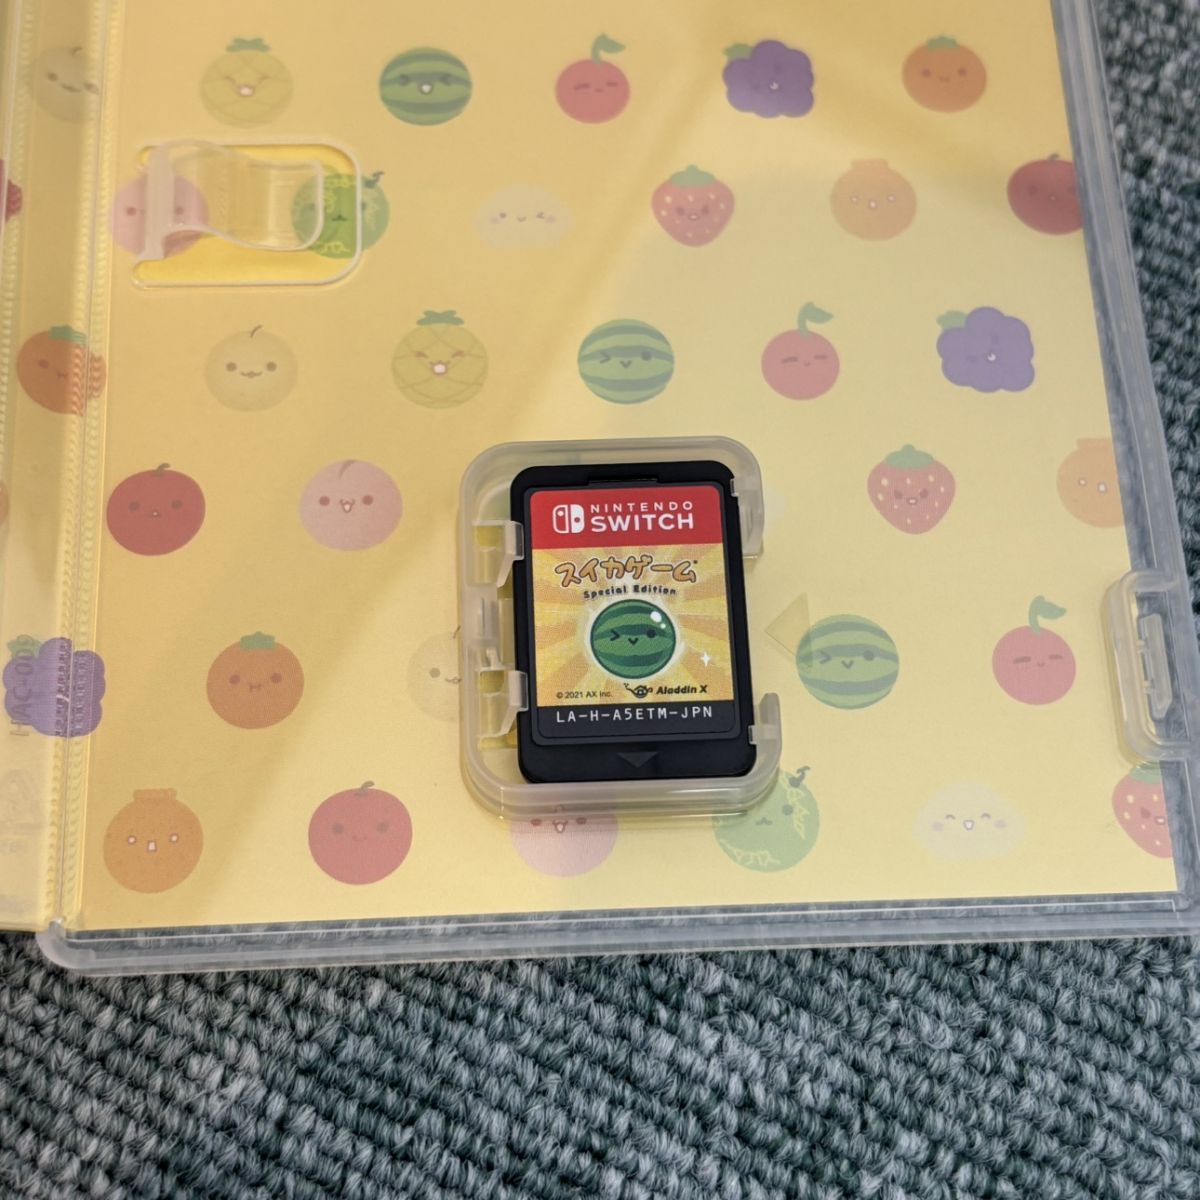 NINTENDO
SWITCH
スイカゲーム
Special Edition
© 2021 AX inc.
Aladdin X
LA-H-A5ETM-JPN